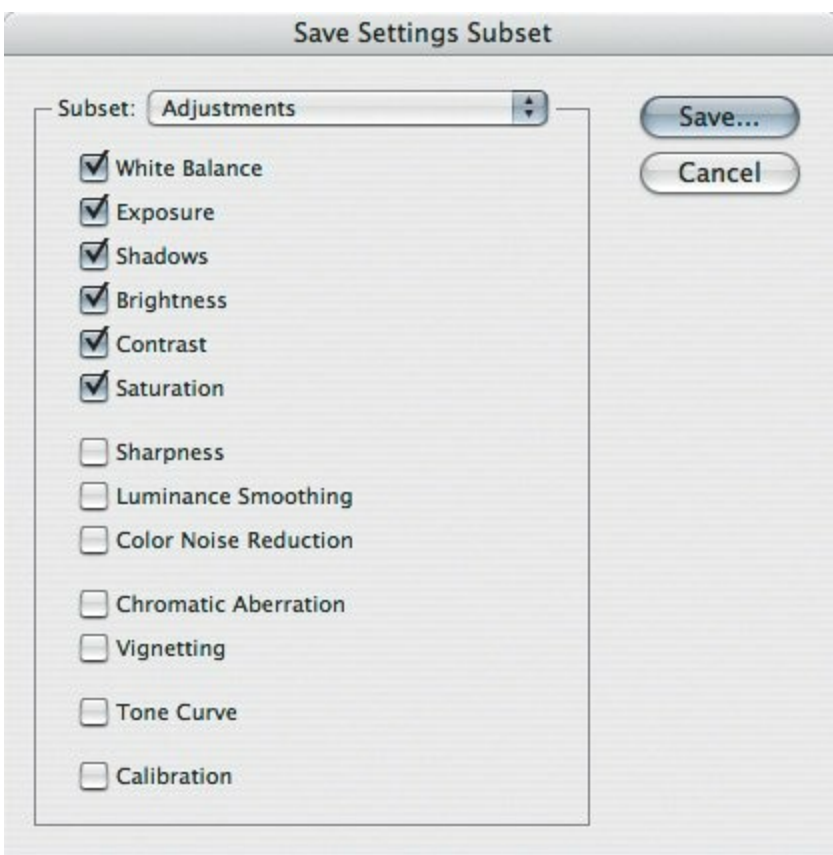 Save Settings Subset
Subset: Adjustments
Save...
Cancel
White Balance
Exposure
Shadows
Brightness
Contrast
Saturation
Sharpness
Luminance Smoothing
Color Noise Reduction
Chromatic Aberration
Vignetting
Tone Curve
Calibration